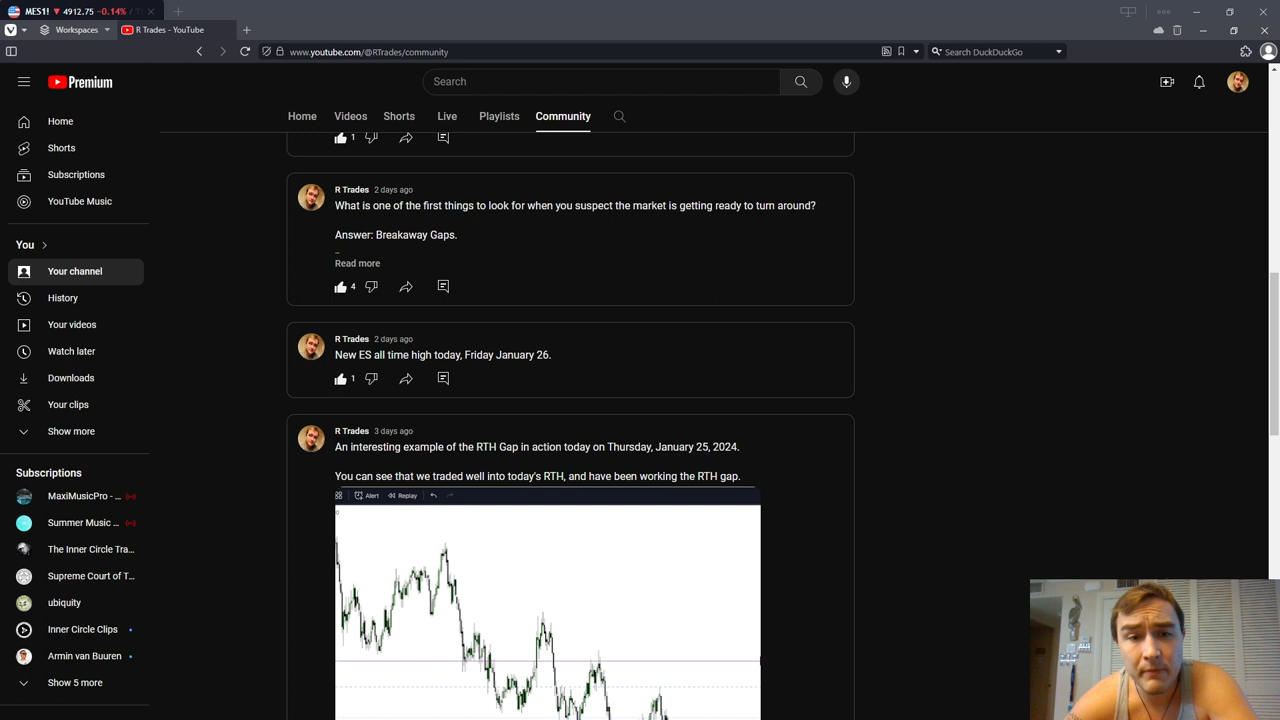 MES1! ▼ 4912.75 −0.14%
Workspaces
R Trades - YouTube
www.youtube.com/@RTrades/community
Search DuckDuckGo
Premium
Search
Home
Videos
Shorts
Live
Playlists
Community
Home
Shorts
Subscriptions
YouTube Music
You
Your channel
History
Your videos
Watch later
Downloads
Your clips
Show more
Subscriptions
MaxiMusicPro - ...
Summer Music ...
The Inner Circle Tra...
Supreme Court of T...
ubiquity
Inner Circle Clips
Armin van Buuren
Show 5 more
1
R Trades 2 days ago
What is one of the first things to look for when you suspect the market is getting ready to turn around?
Answer: Breakaway Gaps.
Read more
4
R Trades 2 days ago
New ES all time high today, Friday January 26.
1
R Trades 3 days ago
An interesting example of the RTH Gap in action today on Thursday, January 25, 2024.
You can see that we traded well into today's RTH, and have been working the RTH gap.
Alert Replay
0